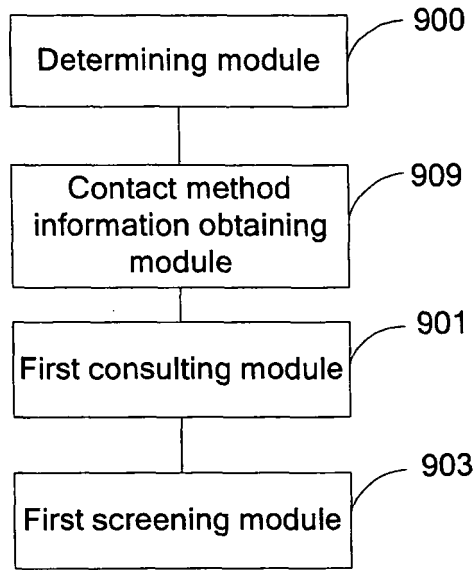 900
Determining module
909
Contact method
information obtaining
module
901
First consulting module
903
First screening module